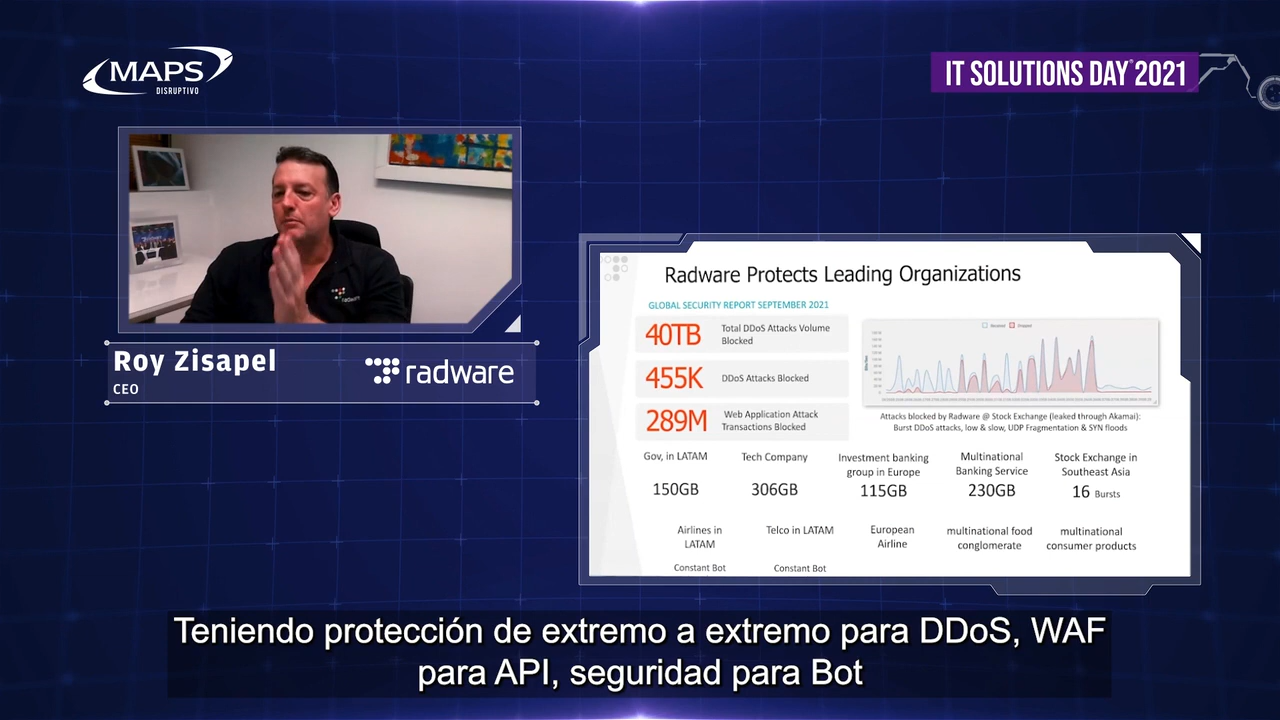 MAPS
DISRUPTIVO
IT SOLUTIONS DAY 2021
radware
Roy Zisapel
CEO
radware
Radware Protects Leading Organizations
GLOBAL SECURITY REPORT SEPTEMBER 2021
40TB
Total DDoS Attacks Volume
Blocked
455K
DDoS Attacks Blocked
289M
Web Application Attack
Transactions Blocked
Attacks blocked by Radware @ Stock Exchange (leaked through Akamai):
Burst DDoS attacks, low & slow, UDP Fragmentation & SYN floods
Gov, in LATAM
150GB
Tech Company
306GB
Investment banking
group in Europe
115GB
Multinational
Banking Service
230GB
Stock Exchange in
Southeast Asia
16 Bursts
Airlines in
LATAM
Constant Bot
Telco in LATAM
Constant Bot
European
Airline
multinational food
conglomerate
multinational
consumer products
Teniendo protección de extremo a extremo para DDoS, WAF
para API, seguridad para Bot